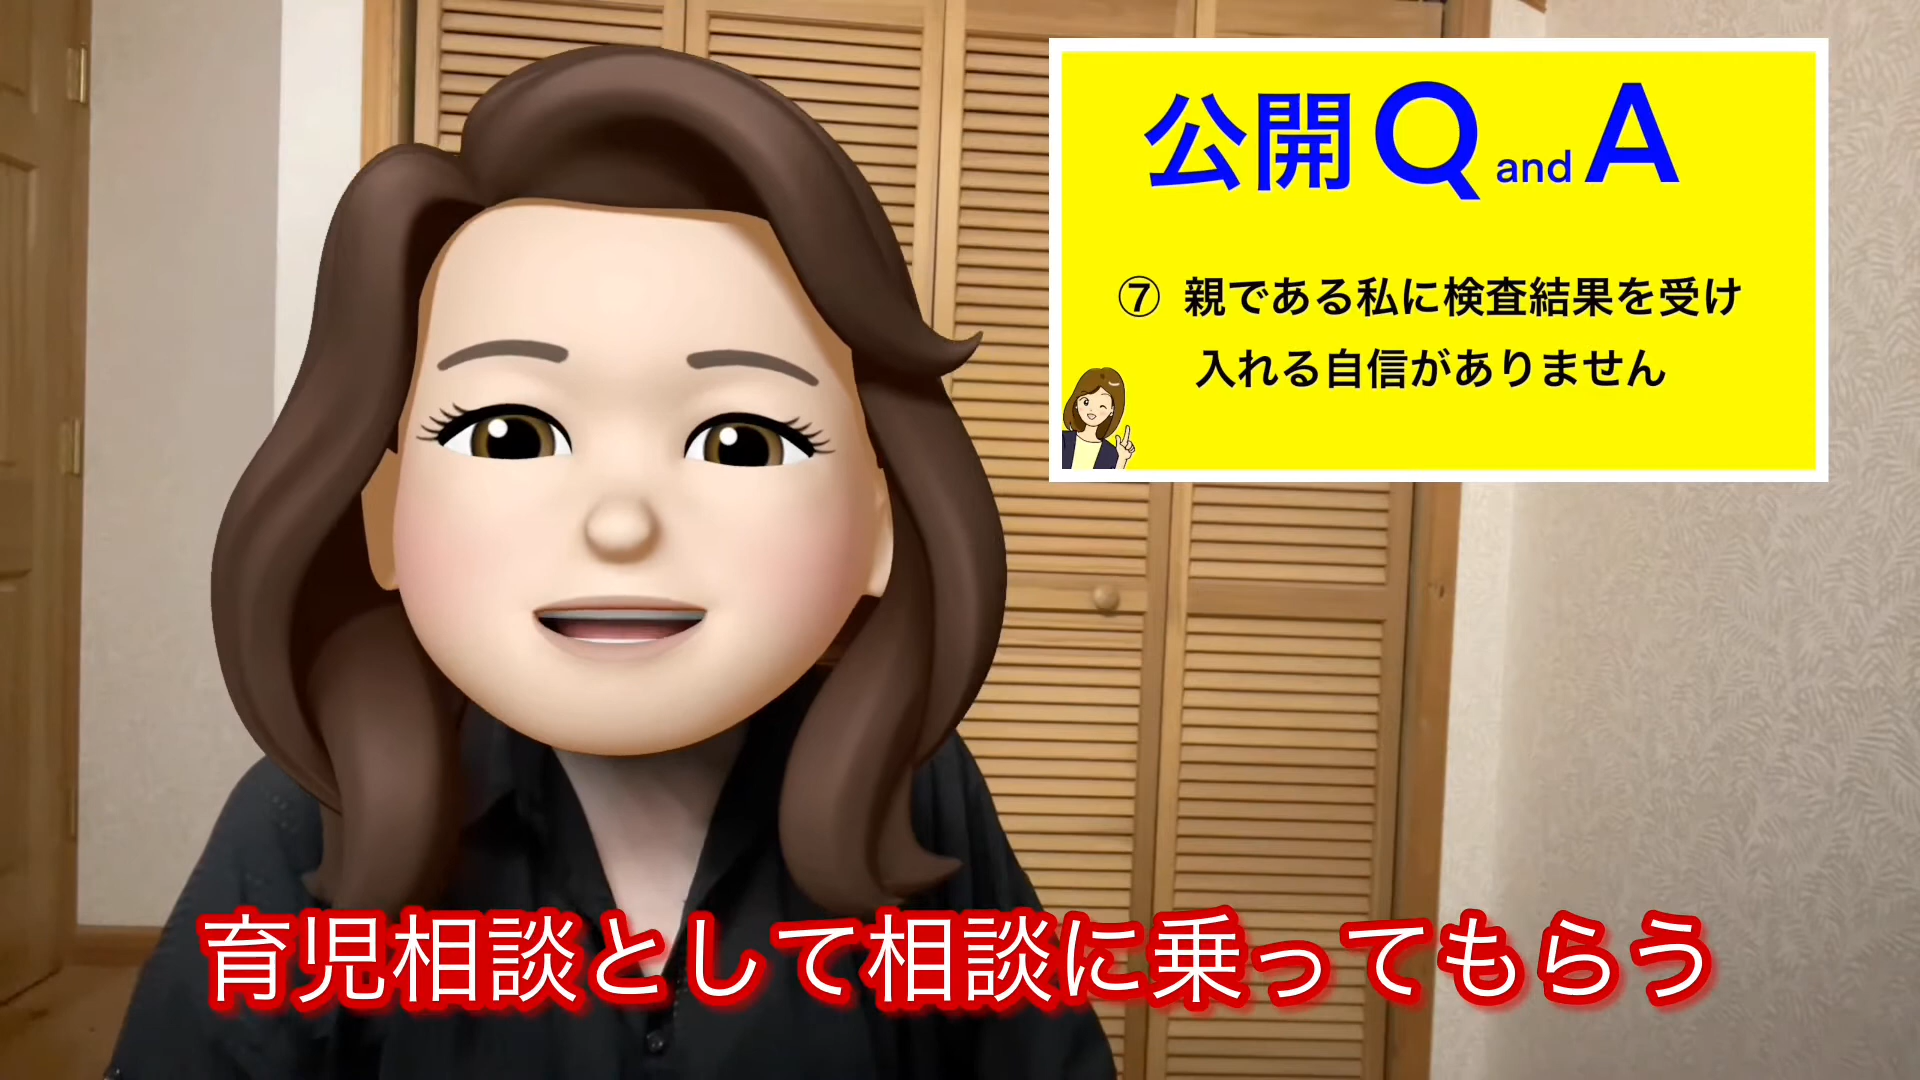 公開 Q and A
⑦ 親である私に検査結果を受け
入れる自信がありません
育児相談として相談に乗ってもらう